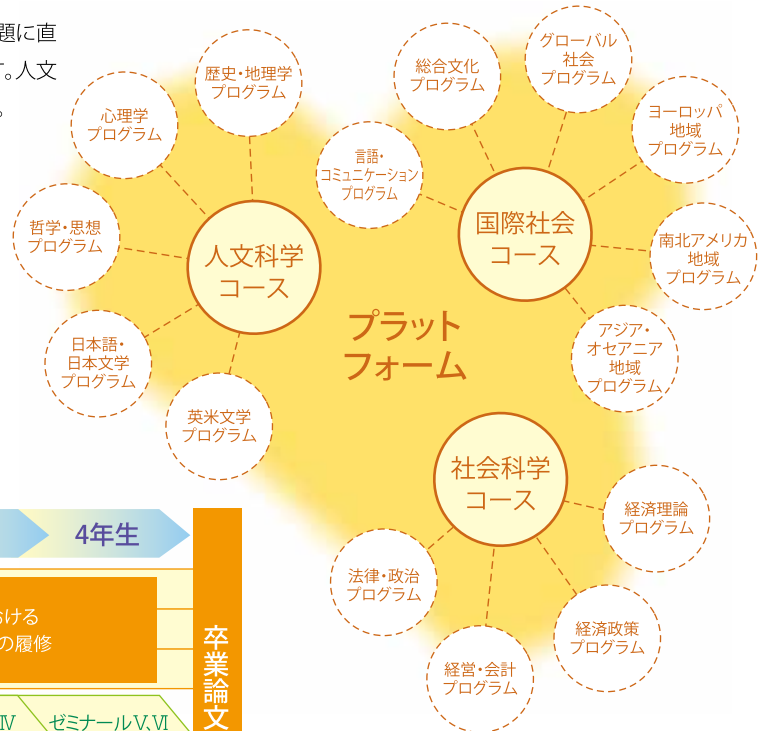 題に直
す。人文
。
歴史・地理学
プログラム
心理学
プログラム
哲学・思想
プログラム
日本語・
日本文学
プログラム
英米文学
プログラム
人文科学
コース
言語・
コミュニケーション
プログラム
総合文化
プログラム
グローバル
社会
プログラム
ヨーロッパ
地域
プログラム
南北アメリカ
地域
プログラム
アジア・
オセアニア
地域
プログラム
国際社会
コース
プラット
フォーム
社会科学
コース
経済理論
プログラム
経済政策
プログラム
経営・会計
プログラム
法律・政治
プログラム
4年生
おける
の履修
Ⅳ
ゼミナールⅤ、Ⅵ
卒業論文